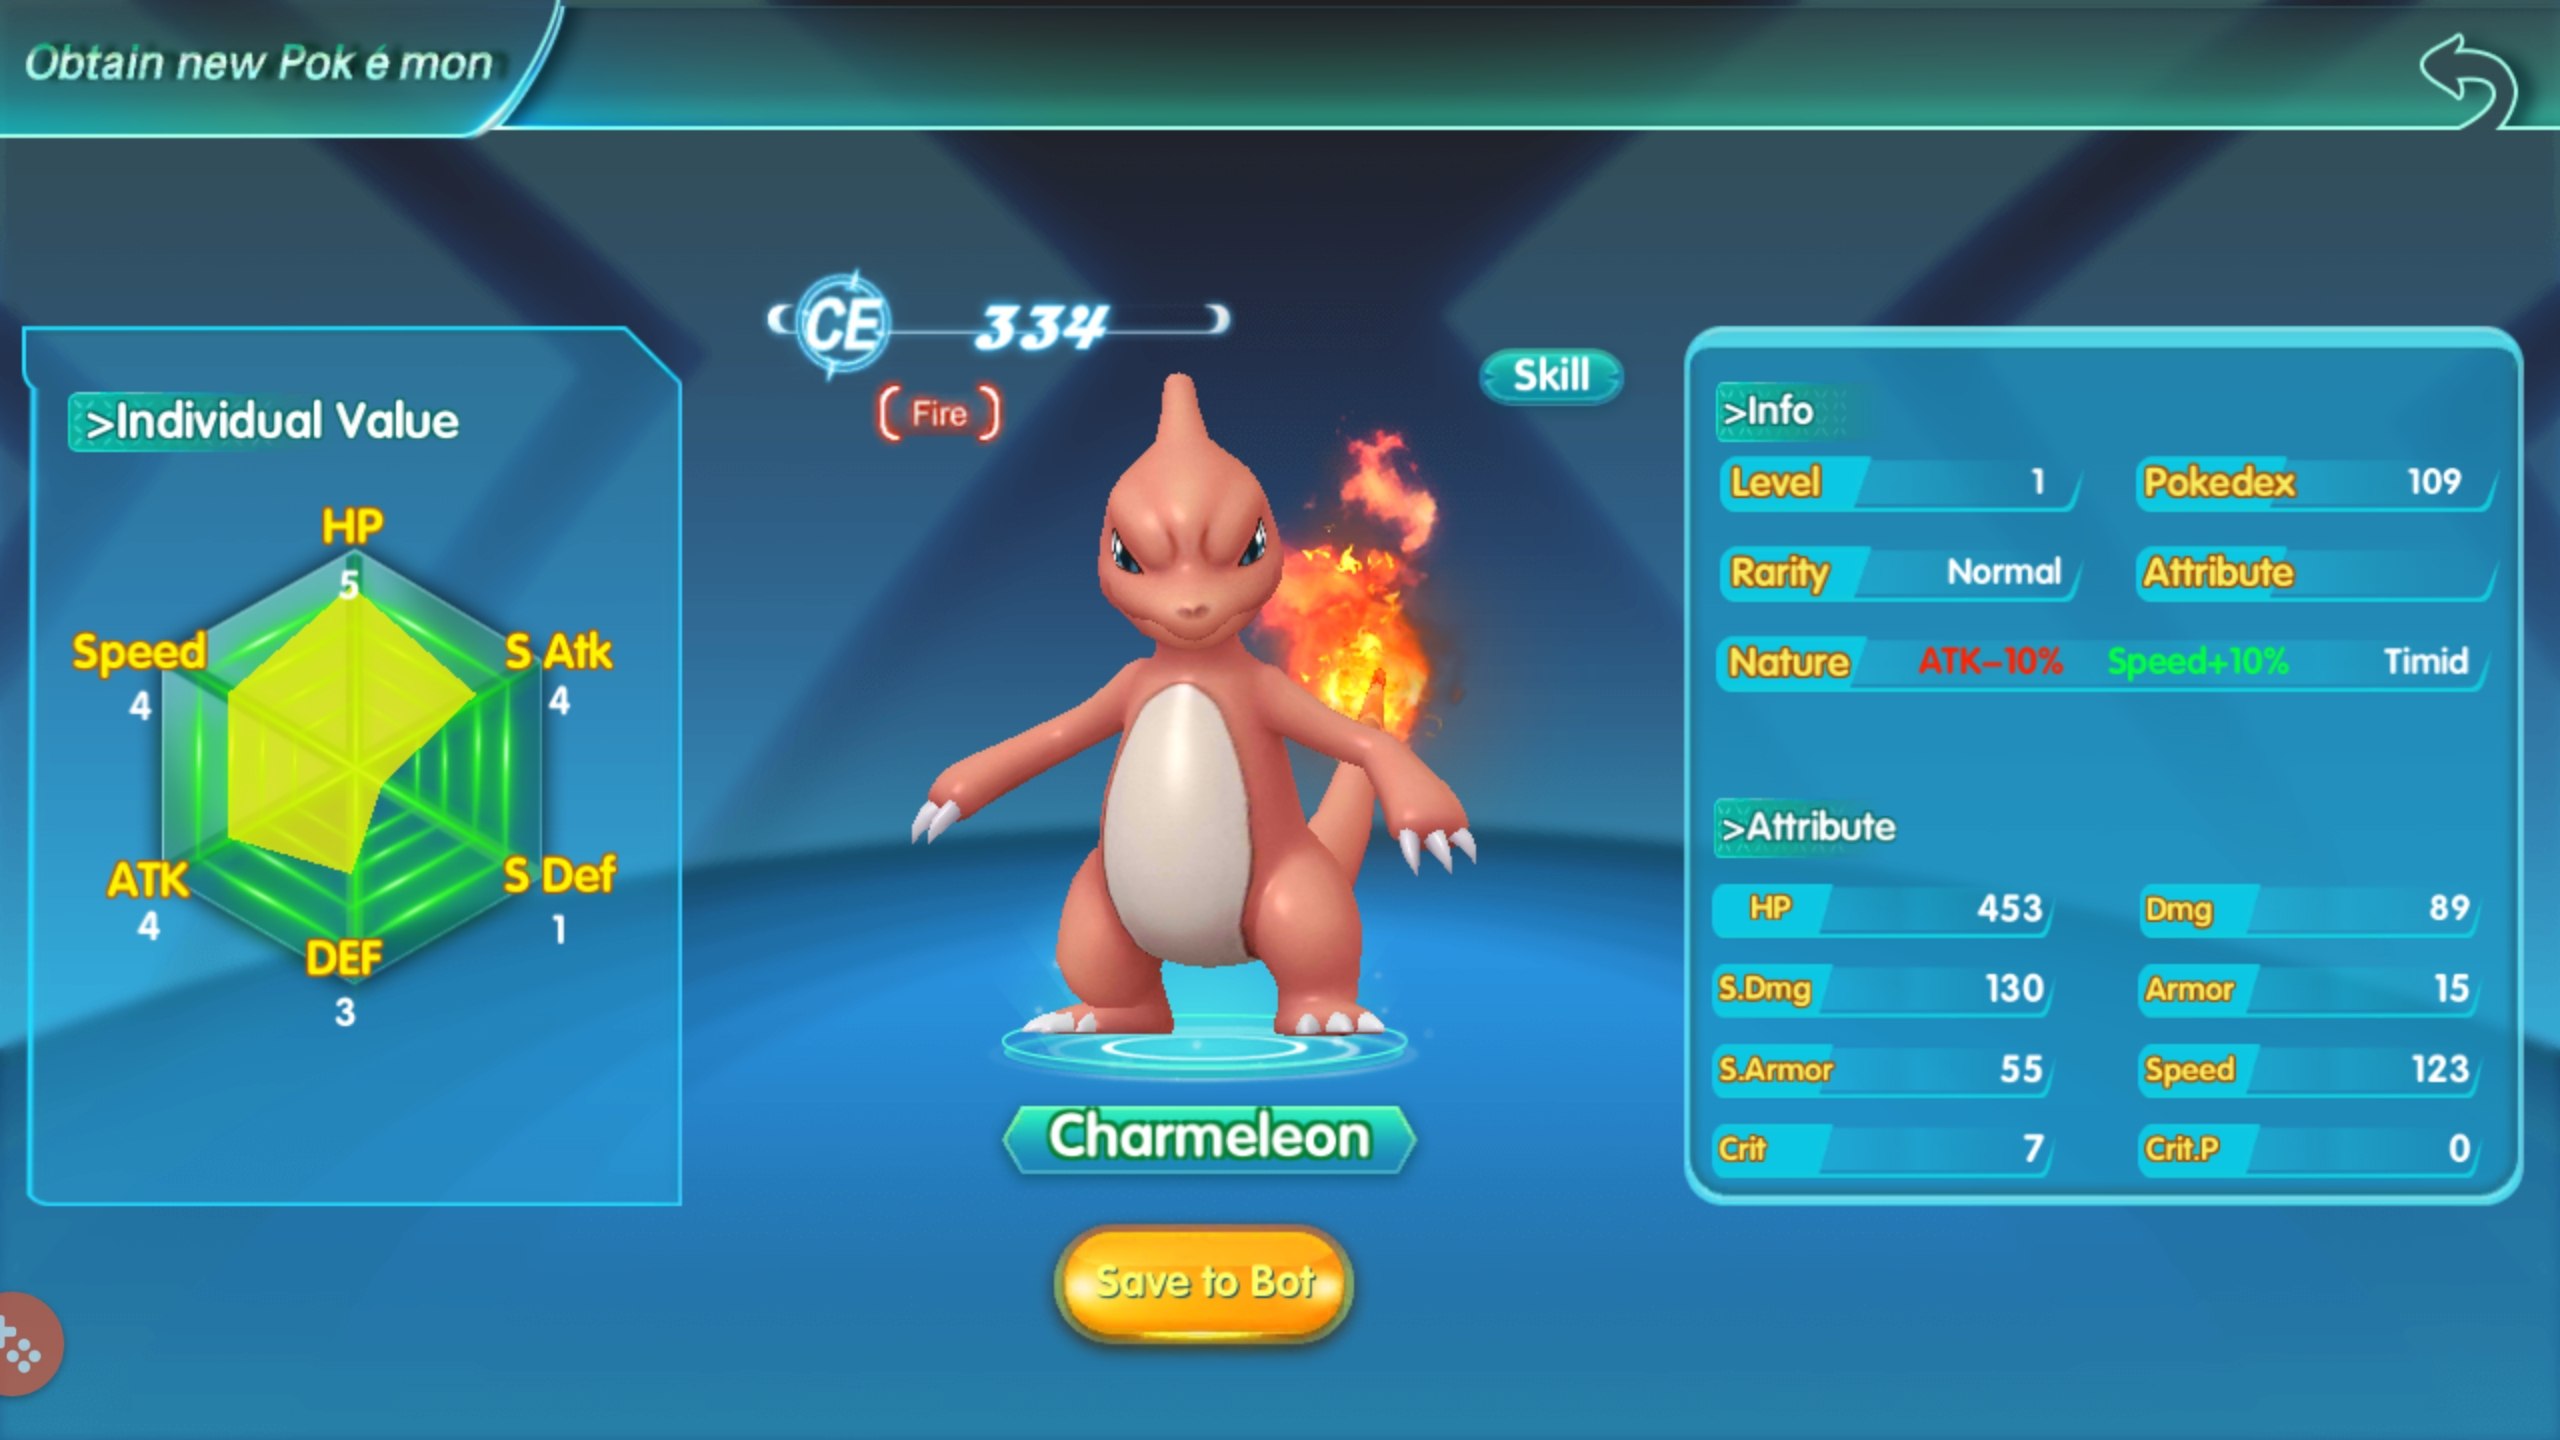 Obtain new Pok é mon
CE 334
Fire
Skill
>Individual Value
HP
5
Speed
4
S Atk
4
ATK
4
S Def
1
DEF
3
>Info
Level 1 Pokedex 109
Rarity Normal Attribute
Nature ATK-10% Speed+10% Timid
>Attribute
HP 453 Dmg 89
S.Dmg 130 Armor 15
S.Armor 55 Speed 123
Crit 7 Crit.P 0
Charmeleon
Save to Bot